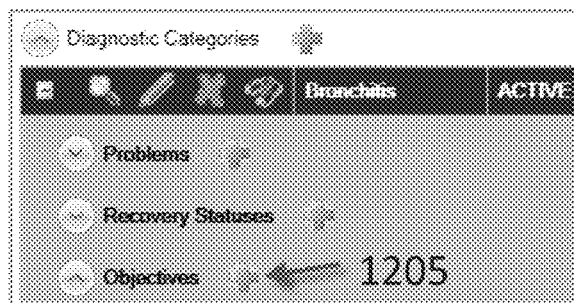 Diagnostic Categories
Bronchitis ACTIVE
Problems
Recovery Statuses
Objectives 1205